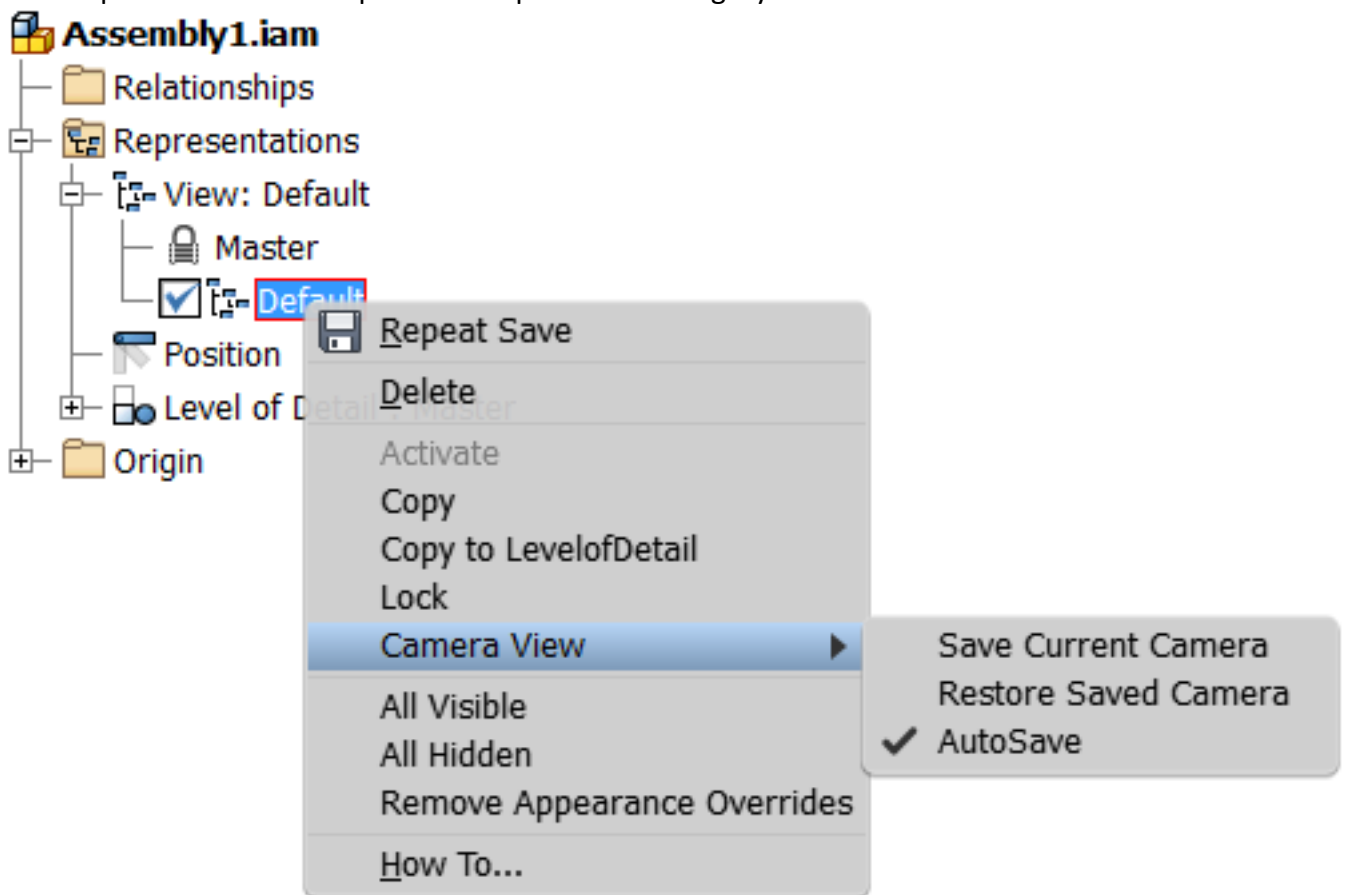 Assembly1.iam
Relationships
Representations
View: Default
Master
Default
Position
Level of Detail : Master
Origin
Repeat Save
Delete
Activate
Copy
Copy to LevelofDetail
Lock
Camera View
All Visible
All Hidden
Remove Appearance Overrides
How To...
Save Current Camera
Restore Saved Camera
AutoSave